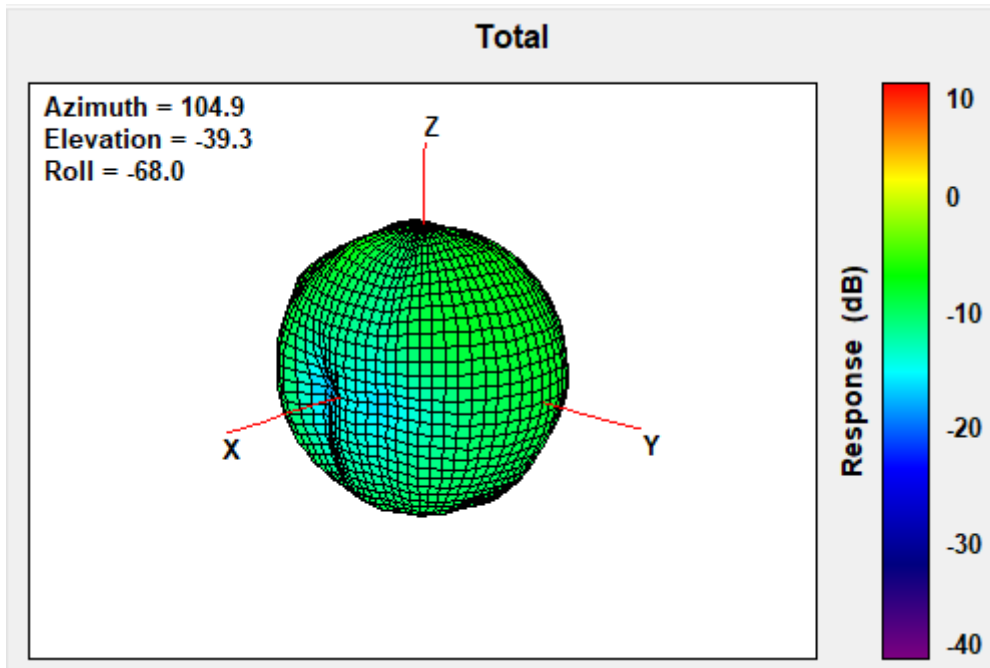 Total
Azimuth = 104.9
Elevation = -39.3
Roll = -68.0
Z
X
Y
10
0
-10
-20
-30
-40
Response (dB)